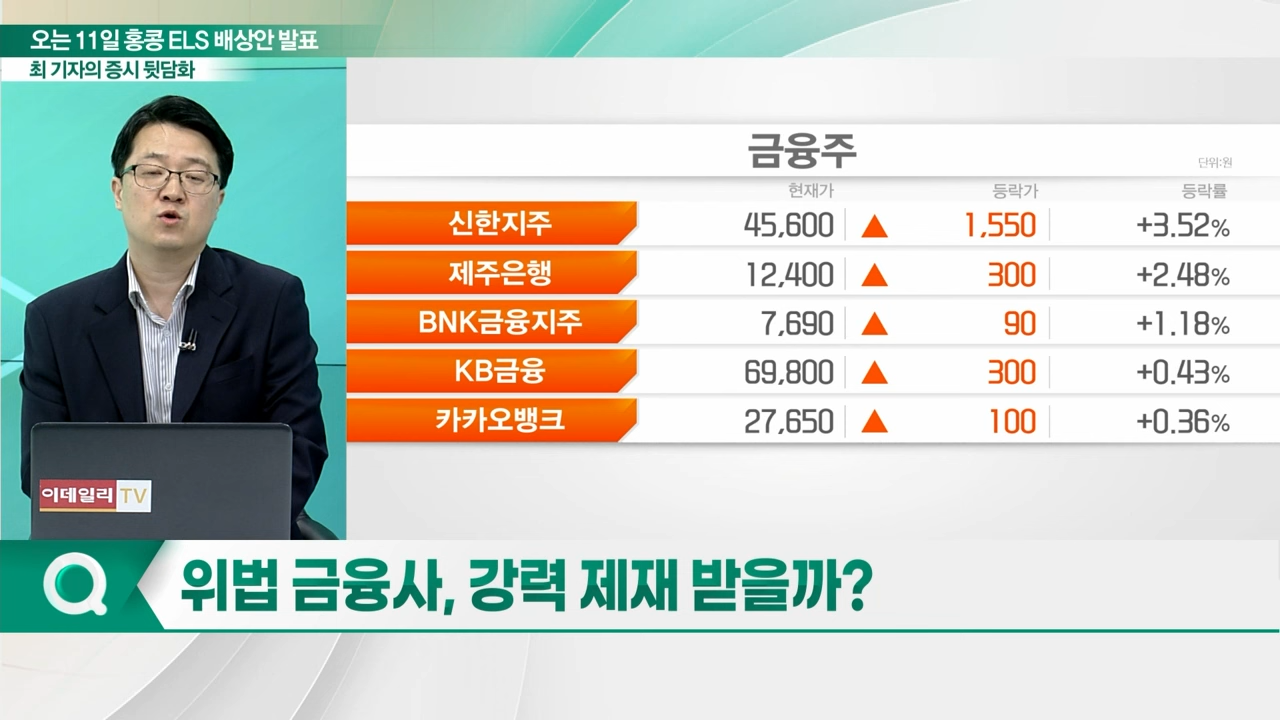 오는 11일 홍콩 ELS 배상안 발표
최 기자의 증시 뒷담화
금융주
단위:원
현재가 등락가 등락률
신한지주 45,600 ▲ 1,550 +3.52%
제주은행 12,400 ▲ 300 +2.48%
BNK금융지주 7,690 ▲ 90 +1.18%
KB금융 69,800 ▲ 300 +0.43%
카카오뱅크 27,650 ▲ 100 +0.36%
이데일리 TV
Q 위법 금융사, 강력 제재 받을까?